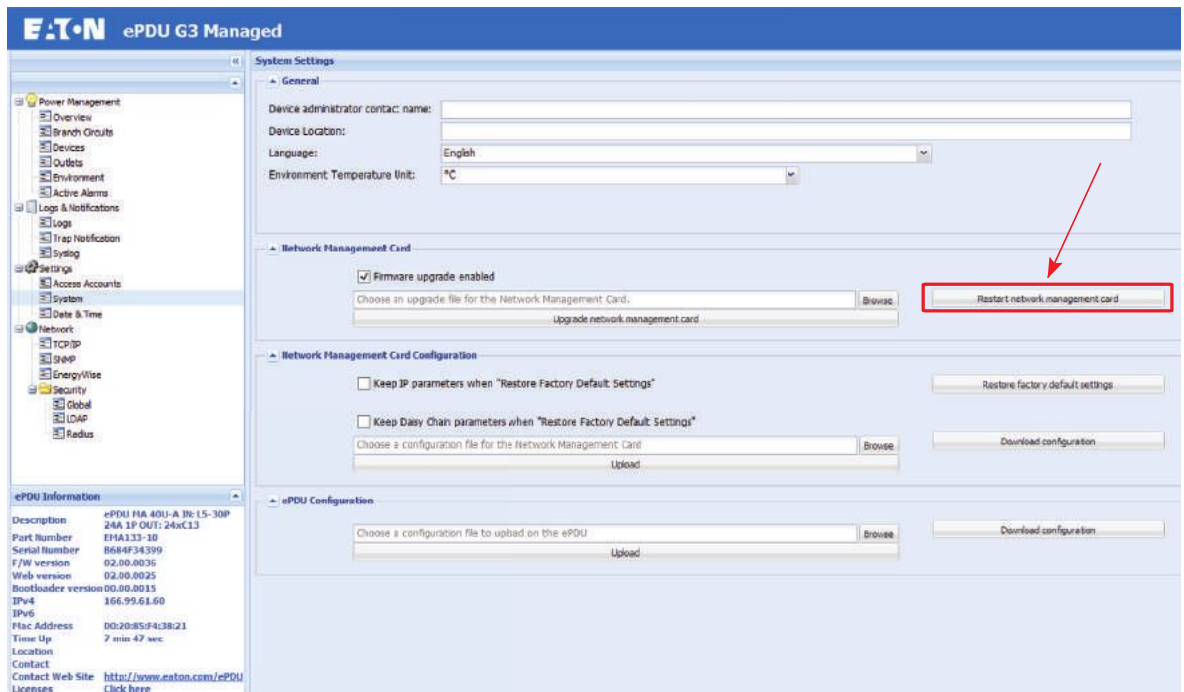 EATON ePDU G3 Managed
System Settings
General
Device administrator contact name:
Device Location:
Language: English
Environment Temperature Unit: °C
Network Management Card
Firmware upgrade enabled
Choose an upgrade file for the Network Management Card. Browse Restart network management card
Upgrade network management card
Network Management Card Configuration
Keep IP parameters when "Restore Factory Default Settings" Restore factory default settings
Keep Daisy Chain parameters when "Restore Factory Default Settings"
Choose a configuration file for the Network Management Card Browse Download configuration
Upload
ePDU Configuration
Choose a configuration file to upload on the ePDU Browse Download configuration
Upload
Power Management
Overview
Branch Circuits
Devices
Outlets
Environment
Active Alarms
Logs & Notifications
Logs
Trap Notification
Syslog
Settings
Access Accounts
System
Date & Time
Network
TCP/IP
SNMP
EnergyWise
Security
Global
LDAP
Radius
ePDU Information
Description ePDU MA 40U-A IN: L5-30P
24A 1P OUT: 24xC13
Part Number EMA133-10
Serial Number B684F34399
F/W version 02.00.0036
Web version 02.00.0025
Bootloader version 00.00.0015
IPv4 166.99.61.60
IPv6
Mac Address 00:20:85:F4:38:21
Time Up 7 min 47 sec
Location
Contact
Contact Web Site http://www.eaton.com/ePDU
Licenses Click here